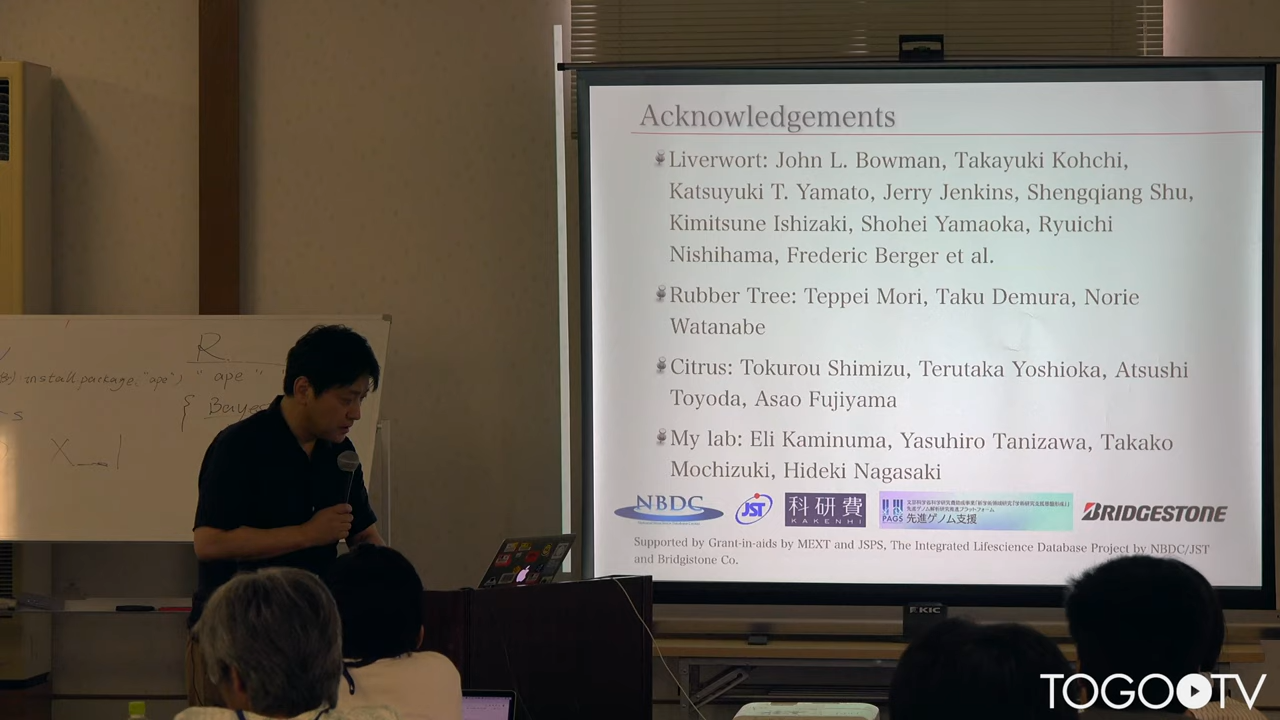 Acknowledgements
Liverwort: John L. Bowman, Takayuki Kohchi,
Katsuyuki T. Yamato, Jerry Jenkins, Shengqiang Shu,
Kimitsune Ishizaki, Shohei Yamaoka, Ryuichi
Nishihama, Frederic Berger et al.
Rubber Tree: Teppei Mori, Taku Demura, Norie
Watanabe
Citrus: Tokurou Shimizu, Terutaka Yoshioka, Atsushi
Toyoda, Asao Fujiyama
My lab: Eli Kaminuma, Yasuhiro Tanizawa, Takako
Mochizuki, Hideki Nagasaki
NBDC
JST
科研費
KAKENHI
PAGS
先進ゲノム支援
BRIDGESTONE
Supported by Grant-in-aids by MEXT and JSPS, The Integrated Lifescience Database Project by NBDC/JST
and Bridgistone Co.
R
install.package("ape")
"ape"
{ Baye
X__1
KIC
TOGOTV